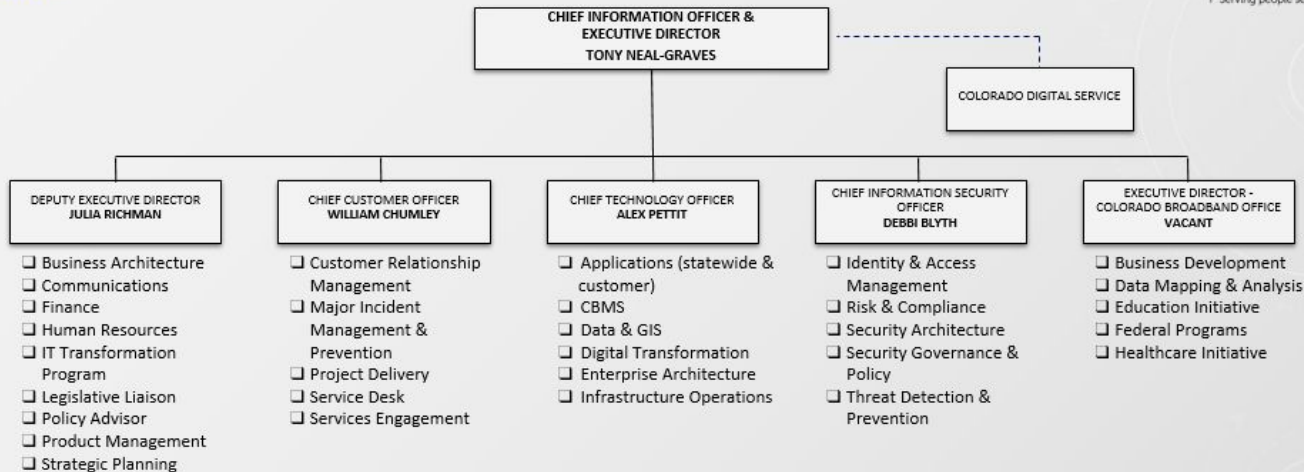 serving people se
CHIEF INFORMATION OFFICER &
EXECUTIVE DIRECTOR
TONY NEAL-GRAVES
COLORADO DIGITAL SERVICE
DEPUTY EXECUTIVE DIRECTOR
JULIA RICHMAN
❑ Business Architecture
❑ Communications
❑ Finance
❑ Human Resources
❑ IT Transformation
Program
❑ Legislative Liaison
❑ Policy Advisor
❑ Product Management
❑ Strategic Planning
CHIEF CUSTOMER OFFICER
WILLIAM CHUMLEY
❑ Customer Relationship
Management
❑ Major Incident
Management &
Prevention
❑ Project Delivery
❑ Service Desk
❑ Services Engagement
CHIEF TECHNOLOGY OFFICER
ALEX PETTIT
❑ Applications (statewide &
customer)
❑ CBMS
❑ Data & GIS
❑ Digital Transformation
❑ Enterprise Architecture
❑ Infrastructure Operations
CHIEF INFORMATION SECURITY
OFFICER
DEBBI BLYTH
❑ Identity & Access
Management
❑ Risk & Compliance
❑ Security Architecture
❑ Security Governance &
Policy
❑ Threat Detection &
Prevention
EXECUTIVE DIRECTOR -
COLORADO BROADBAND OFFICE
VACANT
❑ Business Development
❑ Data Mapping & Analysis
❑ Education Initiative
❑ Federal Programs
❑ Healthcare Initiative